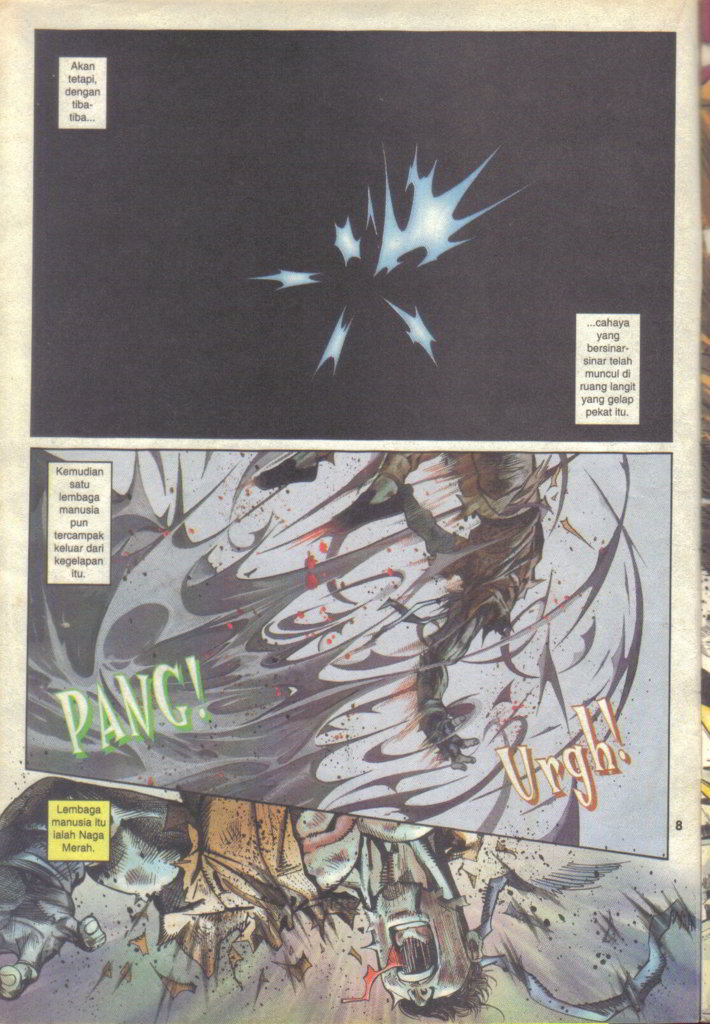 Akan
tetapi,
dengan
tiba-
tiba...
...cahaya
yang
bersinar-
sinar telah
muncul di
ruang langit
yang gelap
pekat itu.
Kemudian
satu
lembaga
manusia
pun
tercampak
keluar dari
kegelapan
itu.
PANG!
Urgh!
Lembaga
manusia itu
ialah Naga
Merah.
8